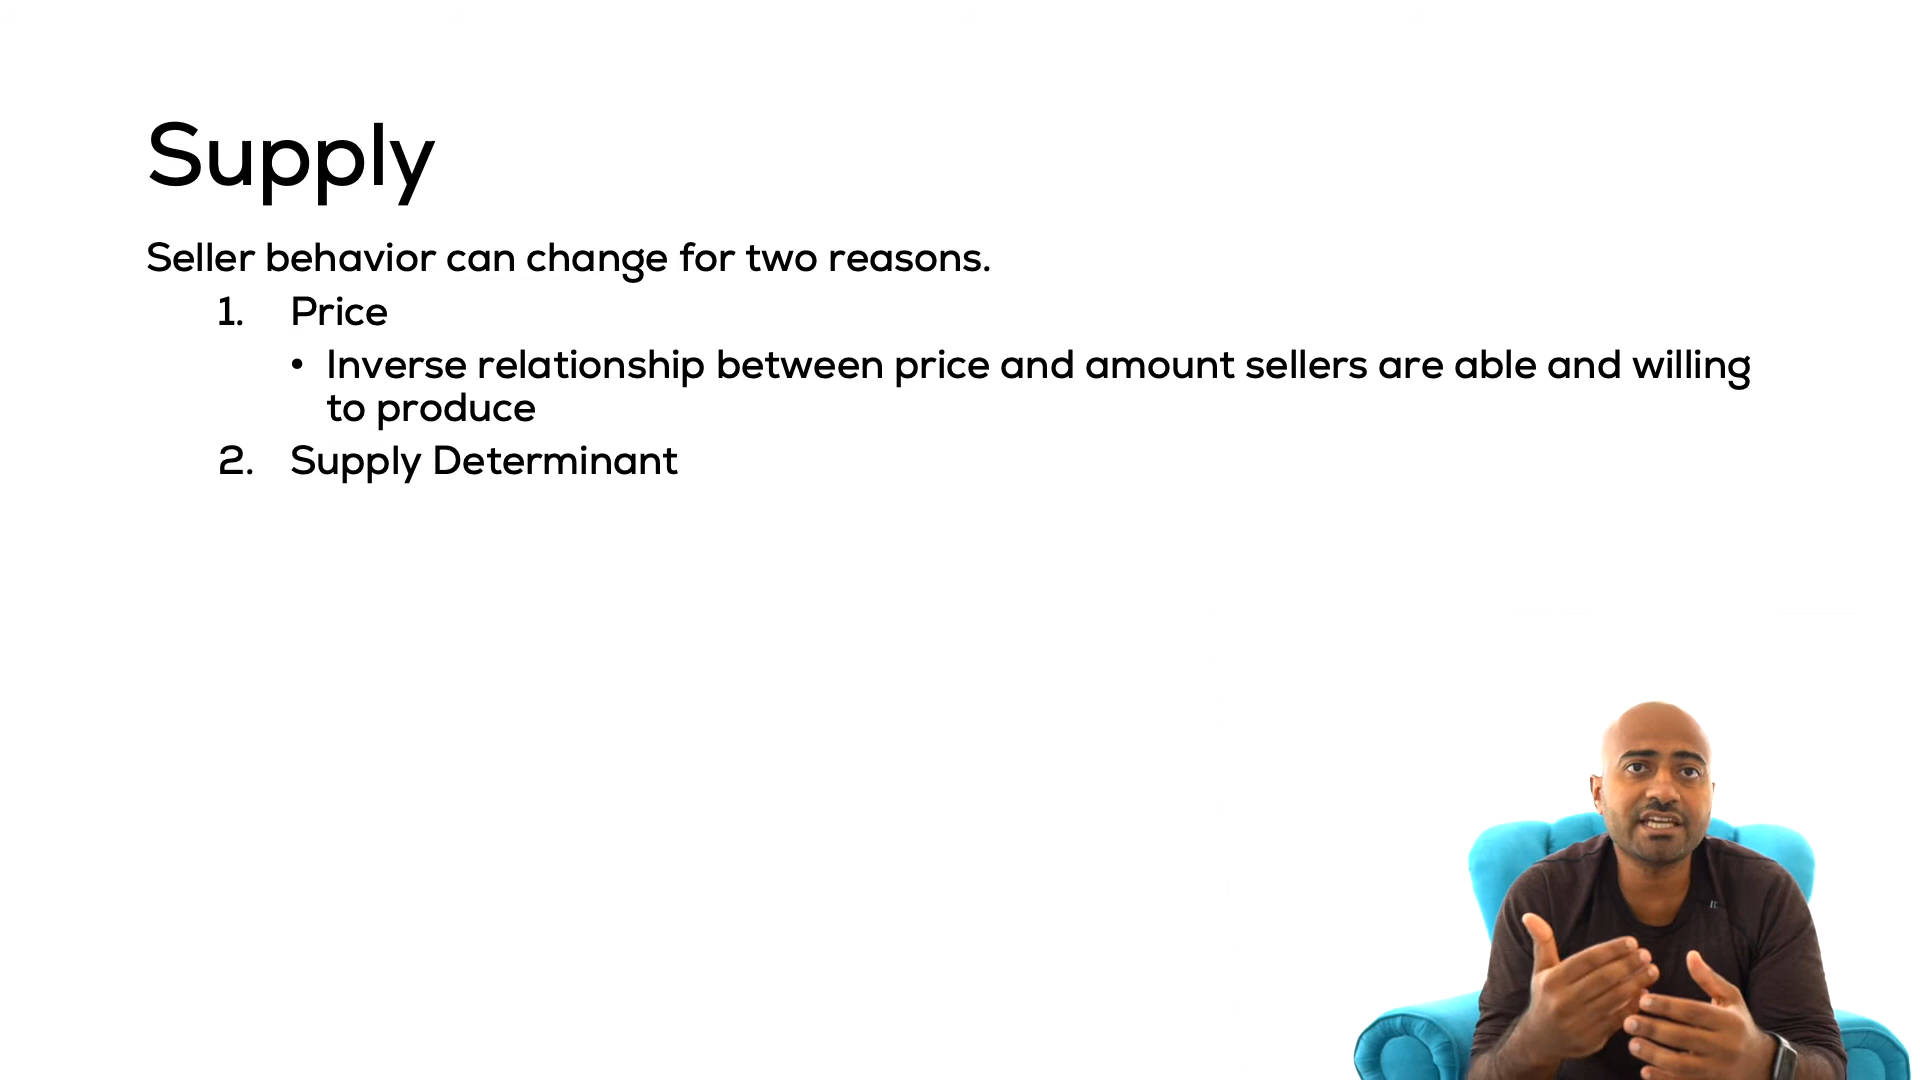 Supply
Seller behavior can change for two reasons.
1. Price
• Inverse relationship between price and amount sellers are able and willing
to produce
2. Supply Determinant